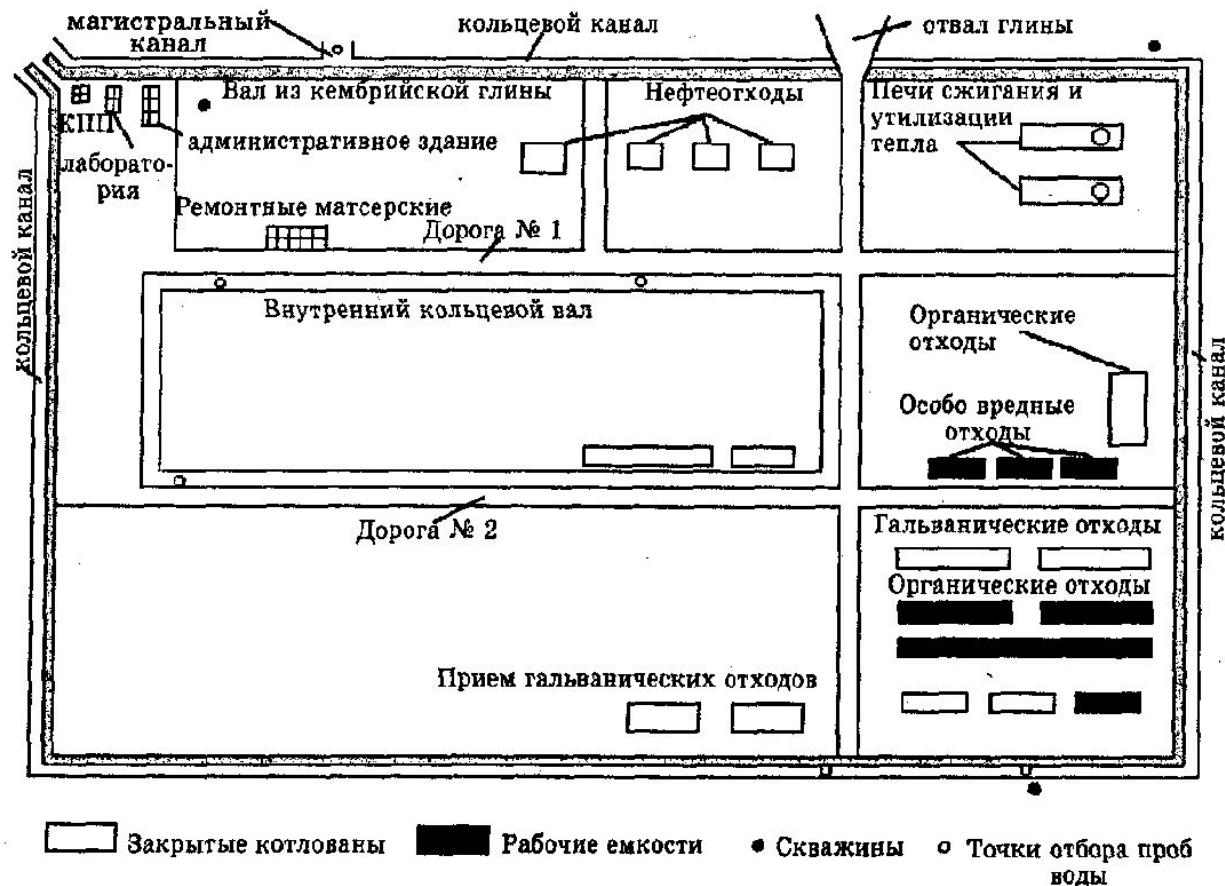 магистральный
канал
кольцевой канал
отвал глины
Вал из кембрийской глины
Нефтеотходы
Печи сжигания и
утилизации
тепла
КПП
административное здание
лаборато-
рия
Ремонтные матсерские
Дорога № 1
кольцевой канал
Внутренний кольцевой вал
Органические
отходы
Особо вредные
отходы
кольцевой канал
Дорога № 2
Гальванические отходы
Органические отходы
Прием гальванических отходов
Закрытые котлованы
Рабочие емкости
Скважины
Точки отбора проб
воды